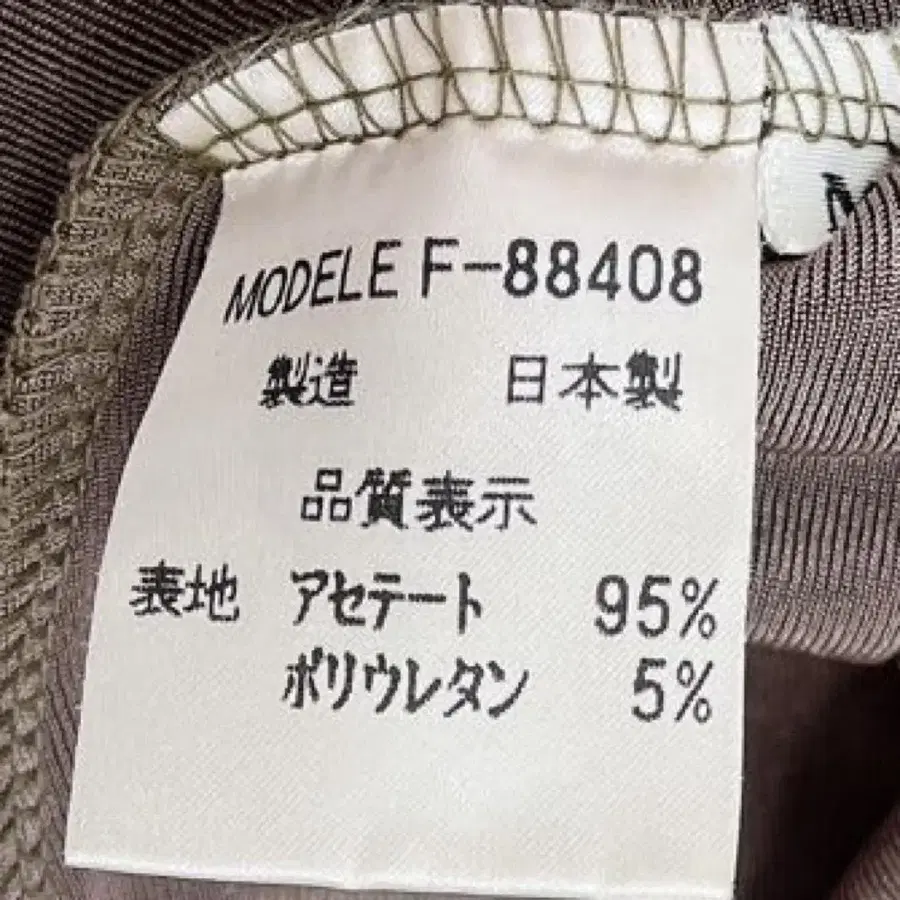 MODELE F-88408
製造 日本製
品質表示
表地 アセテート 95%
ポリウレタン 5%